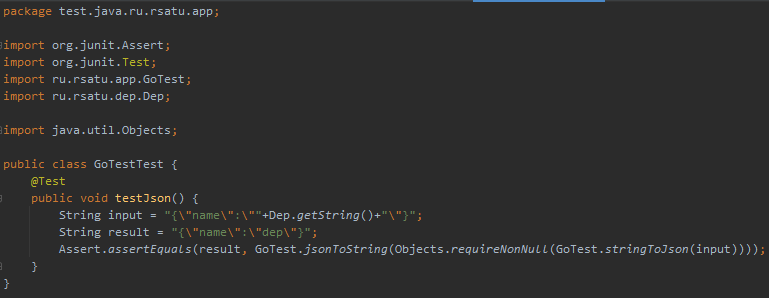 package test.java.ru.rsatu.app;
import org.junit.Assert;
import org.junit.Test;
import ru.rsatu.app.GoTest;
import ru.rsatu.dep.Dep;
import java.util.Objects;
public class GoTestTest {
@Test
public void testJson() {
String input = "{\"name\":\""+Dep.getString()+"\"}";
String result = "{\"name\":\"dep\"}";
Assert.assertEquals(result, GoTest.jsonToString(Objects.requireNonNull(GoTest.stringToJson(input))));
}
}